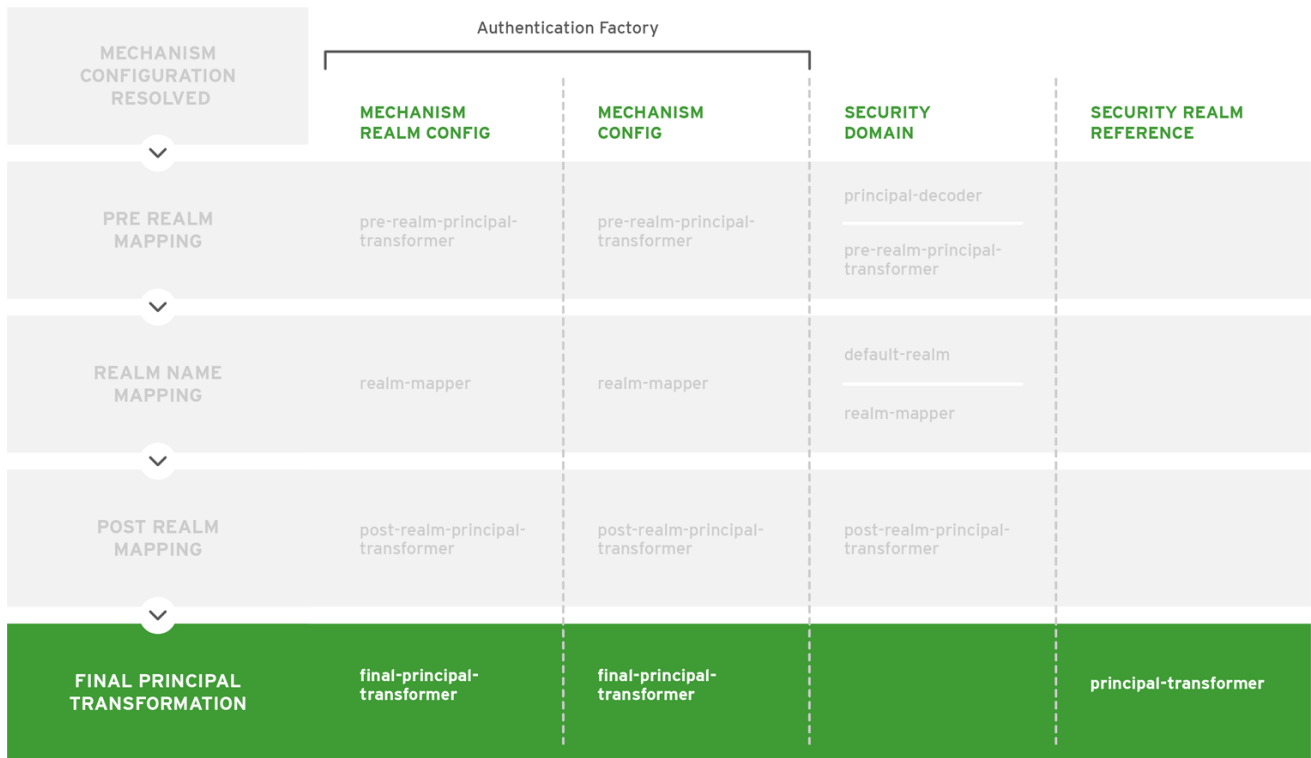 Authentication Factory
MECHANISM
CONFIGURATION
RESOLVED
MECHANISM
REALM CONFIG
MECHANISM
CONFIG
SECURITY
DOMAIN
SECURITY REALM
REFERENCE
PRE REALM
MAPPING
pre-realm-principal-
transformer
pre-realm-principal-
transformer
principal-decoder
pre-realm-principal-
transformer
REALM NAME
MAPPING
realm-mapper
realm-mapper
default-realm
realm-mapper
POST REALM
MAPPING
post-realm-principal-
transformer
post-realm-principal-
transformer
post-realm-principal-
transformer
FINAL PRINCIPAL
TRANSFORMATION
final-principal-
transformer
final-principal-
transformer
principal-transformer